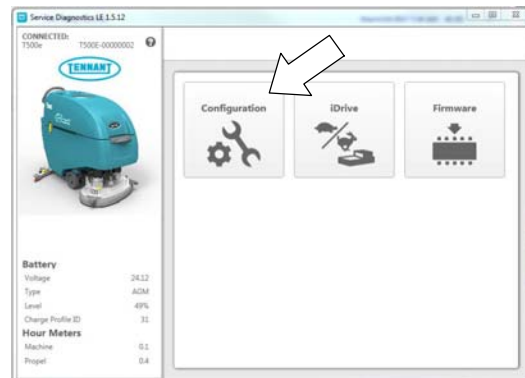 Service Diagnostics LE 1.5.12
CONNECTED:
T500e T500E-00000002
TENNANT
Configuration
iDrive
Firmware
Battery
Voltage 24.12
Type AGM
Level 49%
Charge Profile ID 31
Hour Meters
Machine 0.1
Propel 0.4